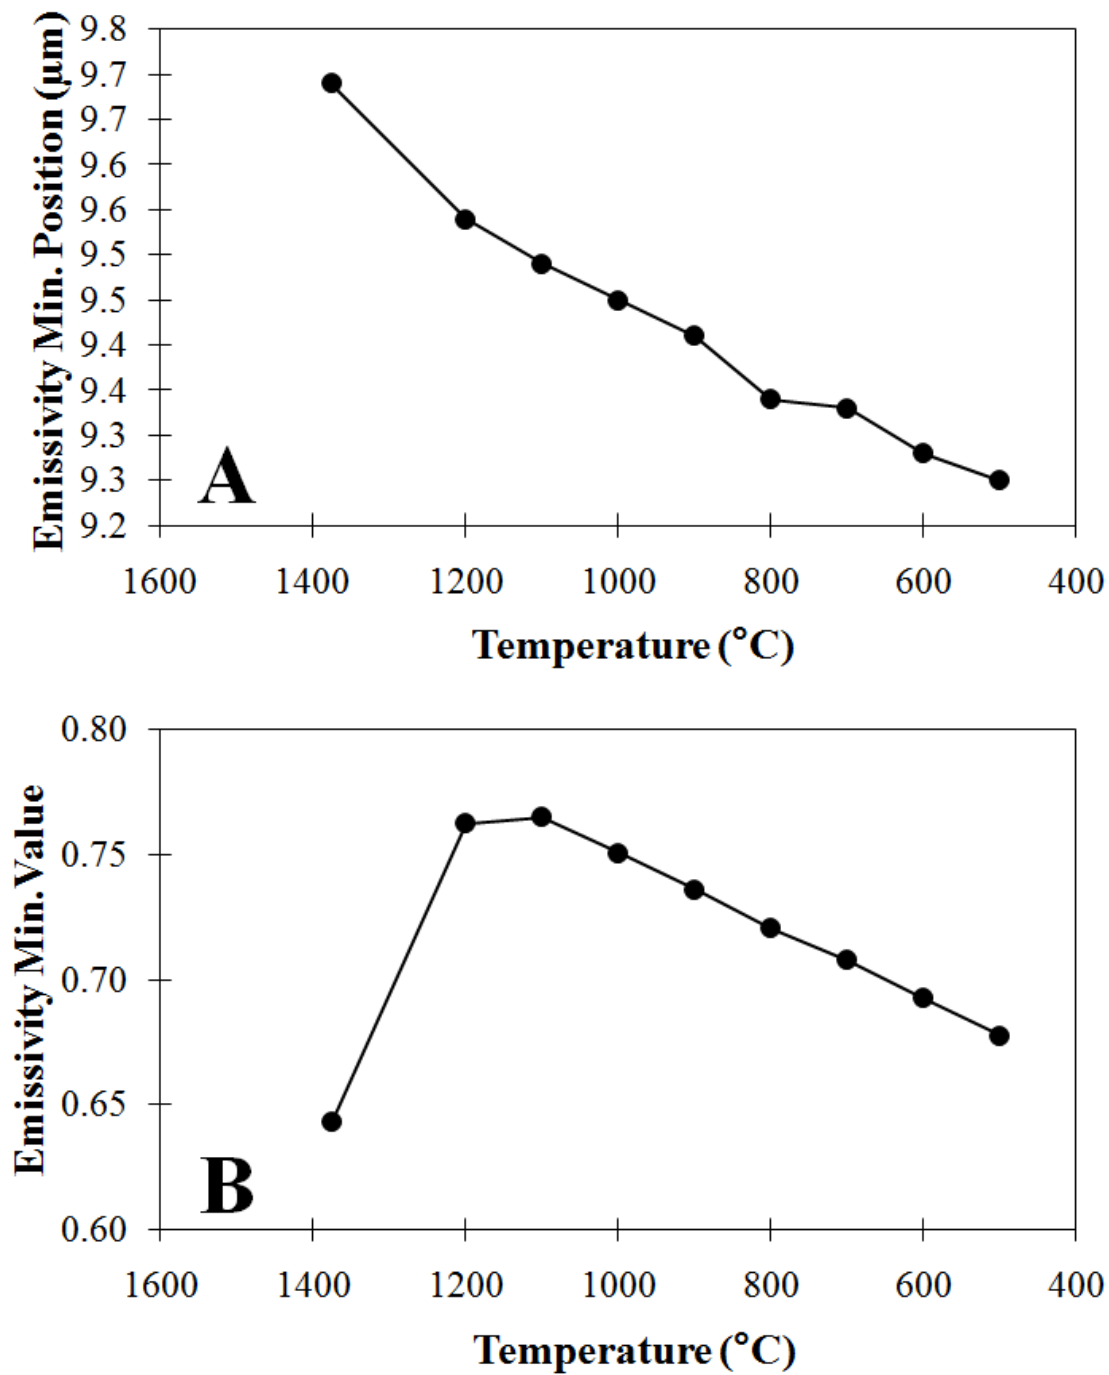 Emissivity Min. Position (µm)
9.8
9.7
9.7
9.6
9.6
9.5
9.5
9.4
9.4
9.3
9.3
9.2
A
1600 1400 1200 1000 800 600 400
Temperature (°C)
Emissivity Min. Value
0.80
0.75
0.70
0.65
0.60
B
1600 1400 1200 1000 800 600 400
Temperature (°C)